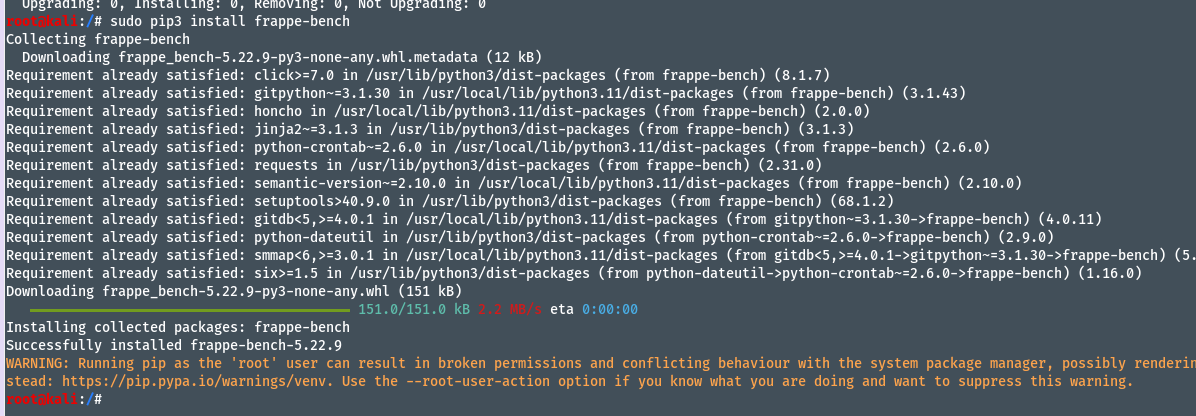 Upgrading: 0, Installing: 0, Removing: 0, Not Upgrading: 0
root@kali:/# sudo pip3 install frappe-bench
Collecting frappe-bench
  Downloading frappe_bench-5.22.9-py3-none-any.whl.metadata (12 kB)
Requirement already satisfied: click>=7.0 in /usr/lib/python3/dist-packages (from frappe-bench) (8.1.7)
Requirement already satisfied: gitpython~=3.1.30 in /usr/local/lib/python3.11/dist-packages (from frappe-bench) (3.1.43)
Requirement already satisfied: honcho in /usr/local/lib/python3.11/dist-packages (from frappe-bench) (2.0.0)
Requirement already satisfied: jinja2~=3.1.3 in /usr/lib/python3/dist-packages (from frappe-bench) (3.1.3)
Requirement already satisfied: python-crontab~=2.6.0 in /usr/local/lib/python3.11/dist-packages (from frappe-bench) (2.6.0)
Requirement already satisfied: requests in /usr/lib/python3/dist-packages (from frappe-bench) (2.31.0)
Requirement already satisfied: semantic-version~=2.10.0 in /usr/local/lib/python3.11/dist-packages (from frappe-bench) (2.10.0)
Requirement already satisfied: setuptools>40.9.0 in /usr/lib/python3/dist-packages (from frappe-bench) (68.1.2)
Requirement already satisfied: gitdb<5,>=4.0.1 in /usr/local/lib/python3.11/dist-packages (from gitpython~=3.1.30->frappe-bench) (4.0.11)
Requirement already satisfied: python-dateutil in /usr/lib/python3/dist-packages (from python-crontab~=2.6.0->frappe-bench) (2.9.0)
Requirement already satisfied: smmap<6,>=3.0.1 in /usr/local/lib/python3.11/dist-packages (from gitdb<5,>=4.0.1->gitpython~=3.1.30->frappe-bench) (5.
Requirement already satisfied: six>=1.5 in /usr/lib/python3/dist-packages (from python-dateutil->python-crontab~=2.6.0->frappe-bench) (1.16.0)
Downloading frappe_bench-5.22.9-py3-none-any.whl (151 kB)
151.0/151.0 kB 2.2 MB/s eta 0:00:00
Installing collected packages: frappe-bench
Successfully installed frappe-bench-5.22.9
WARNING: Running pip as the 'root' user can result in broken permissions and conflicting behaviour with the system package manager, possibly renderin
stead: https://pip.pypa.io/warnings/venv. Use the --root-user-action option if you know what you are doing and want to suppress this warning.
root@kali:/#